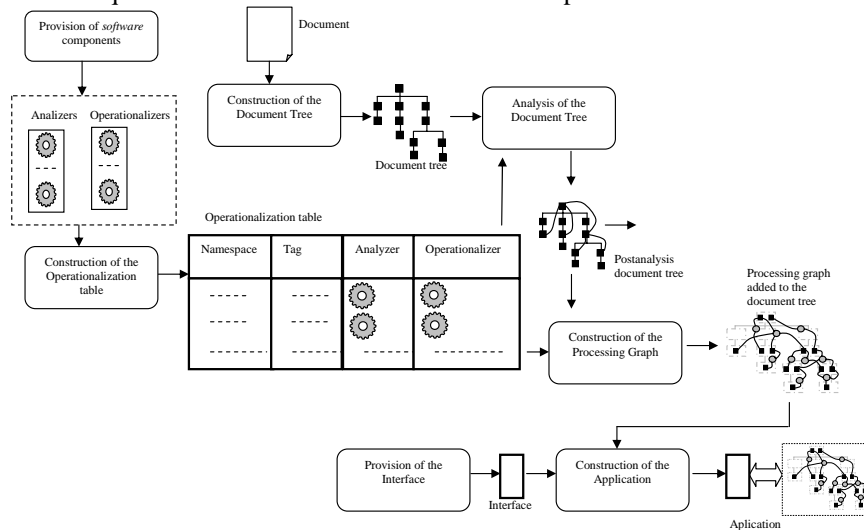 Provision of software
components
Document
Construction of the
Document Tree
Analysis of the
Document Tree
Analizers
Operationalizers
Document tree
Operationalization table
Construction of the
Operationalization
table
Namespace
Tag
Analyzer
Operationalizer
Postanalysis
document tree
Processing graph
added to the
document tree
Construction of the
Processing Graph
Provision of the
Interface
Interface
Construction of the
Application
Aplication